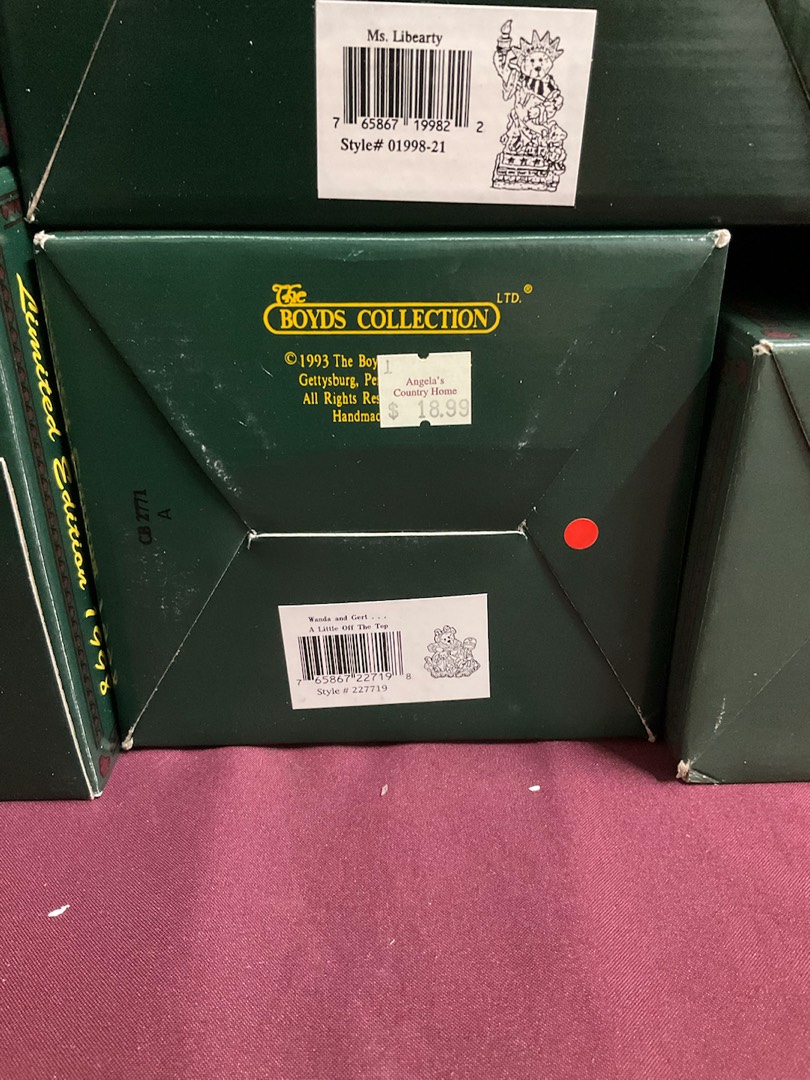 Ms. Libearty
7 65867 19982 2
Style# 01998-21
Limited Edition 1998
The
BOYDS COLLECTION LTD.®
©1993 The Boy
Gettysburg, Pe
All Rights Res
Handmad
1
Angela's
Country Home
$ 18.99
CB 2771
A
Wanda and Gert . . .
A Little Off The Top
7 65867 22719 8
Style # 227719